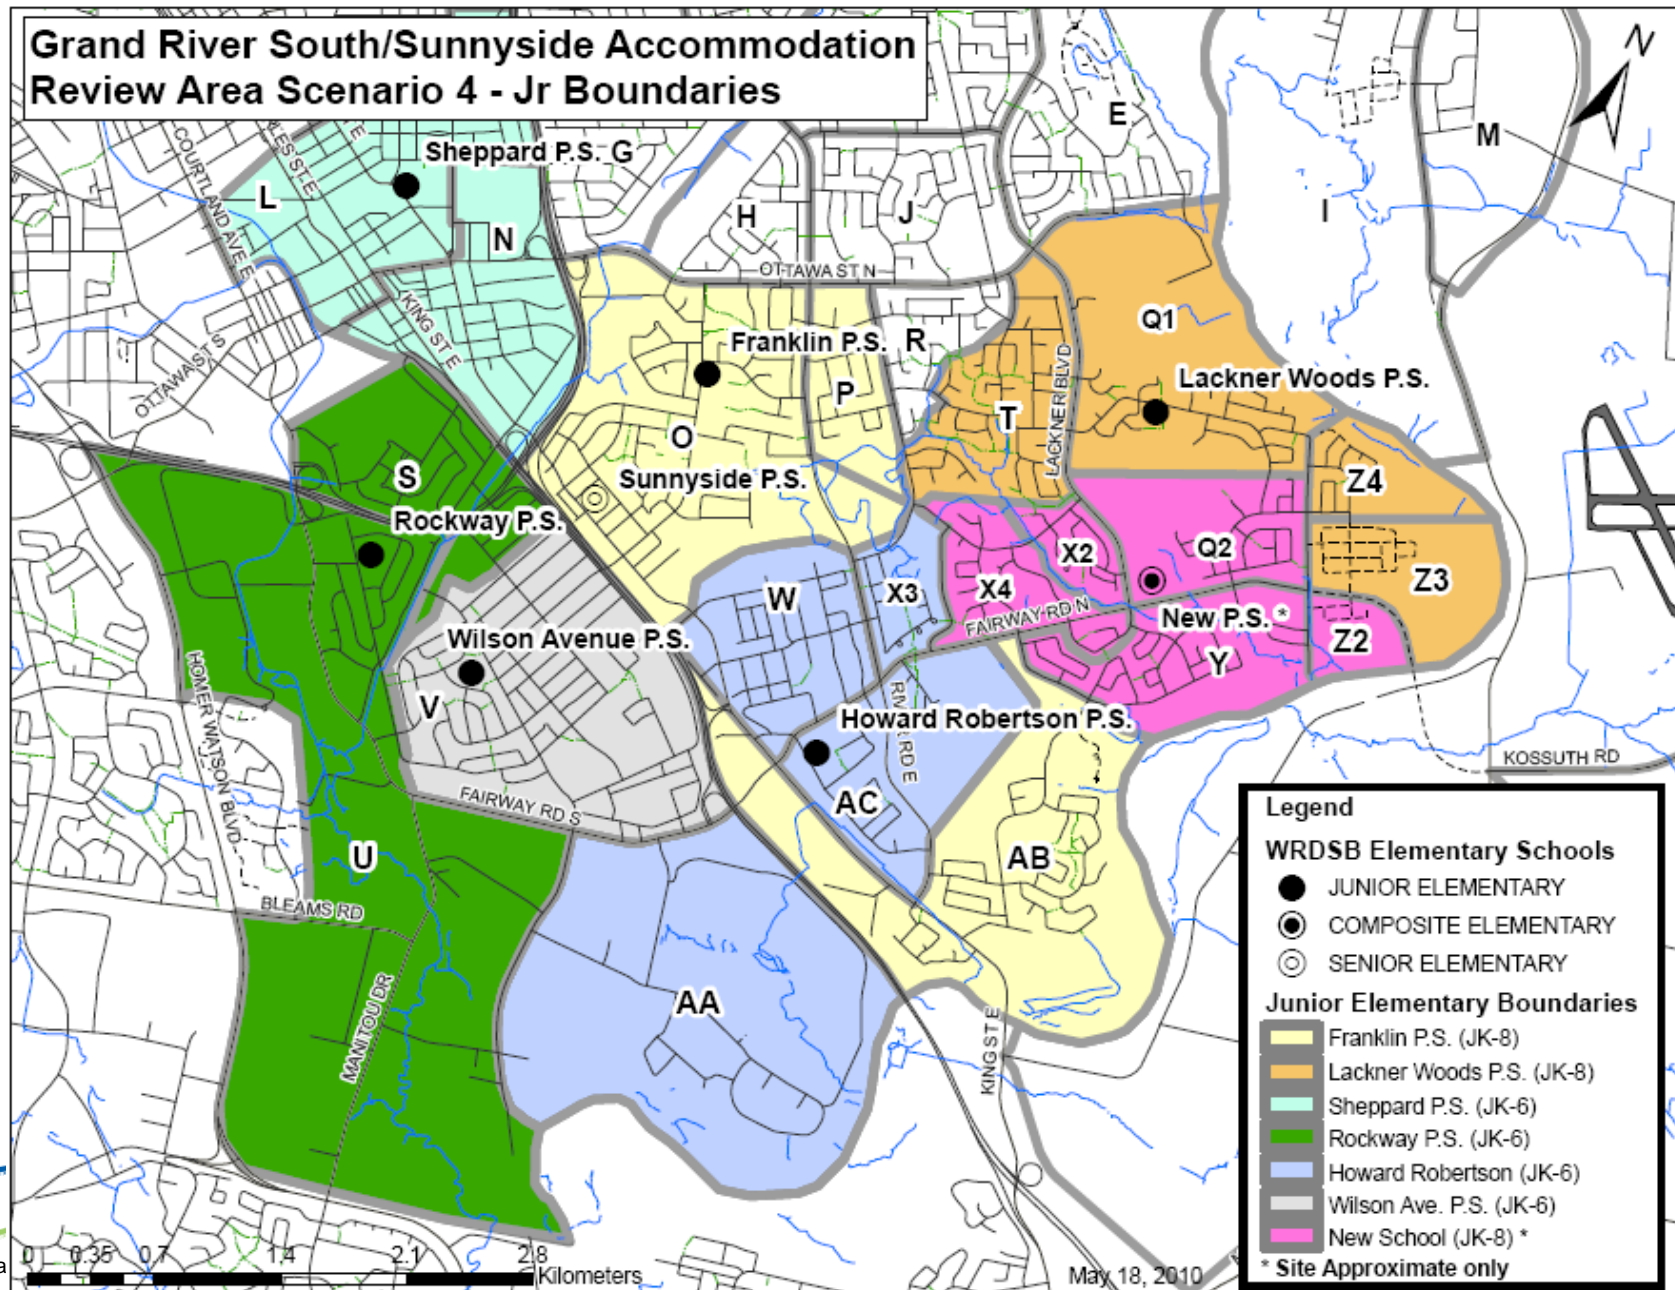 Grand River South/Sunnyside Accommodation
Review Area Scenario 4 - Jr Boundaries
N
E
M
COURTLAND AVE E
LES ST E
ST E
Sheppard P.S.
G
L
N
H
J
I
OTTAWA ST N
KING ST E
Q1
OTTAWA ST S
Franklin P.S.
R
LACKNER BLVD
Lackner Woods P.S.
P
T
O
S
Sunnyside P.S.
Z4
Rockway P.S.
X2
Q2
Z3
W
X3
X4
FAIRWAY RD N
New P.S. *
Wilson Avenue P.S.
Z2
Y
V
HOMER WATSON BLVD
RIVER RD E
Howard Robertson P.S.
KOSSUTH RD
FAIRWAY RD S
AC
U
AB
BLEAMS RD
AA
MANITOU DR
KING ST E
Legend
WRDSB Elementary Schools
JUNIOR ELEMENTARY
COMPOSITE ELEMENTARY
SENIOR ELEMENTARY
Junior Elementary Boundaries
Franklin P.S. (JK-8)
Lackner Woods P.S. (JK-8)
Sheppard P.S. (JK-6)
Rockway P.S. (JK-6)
Howard Robertson (JK-6)
Wilson Ave. P.S. (JK-6)
New School (JK-8) *
* Site Approximate only
0 0.35 0.7 1.4 2.1 2.8
Kilometers
May 18, 2010
a